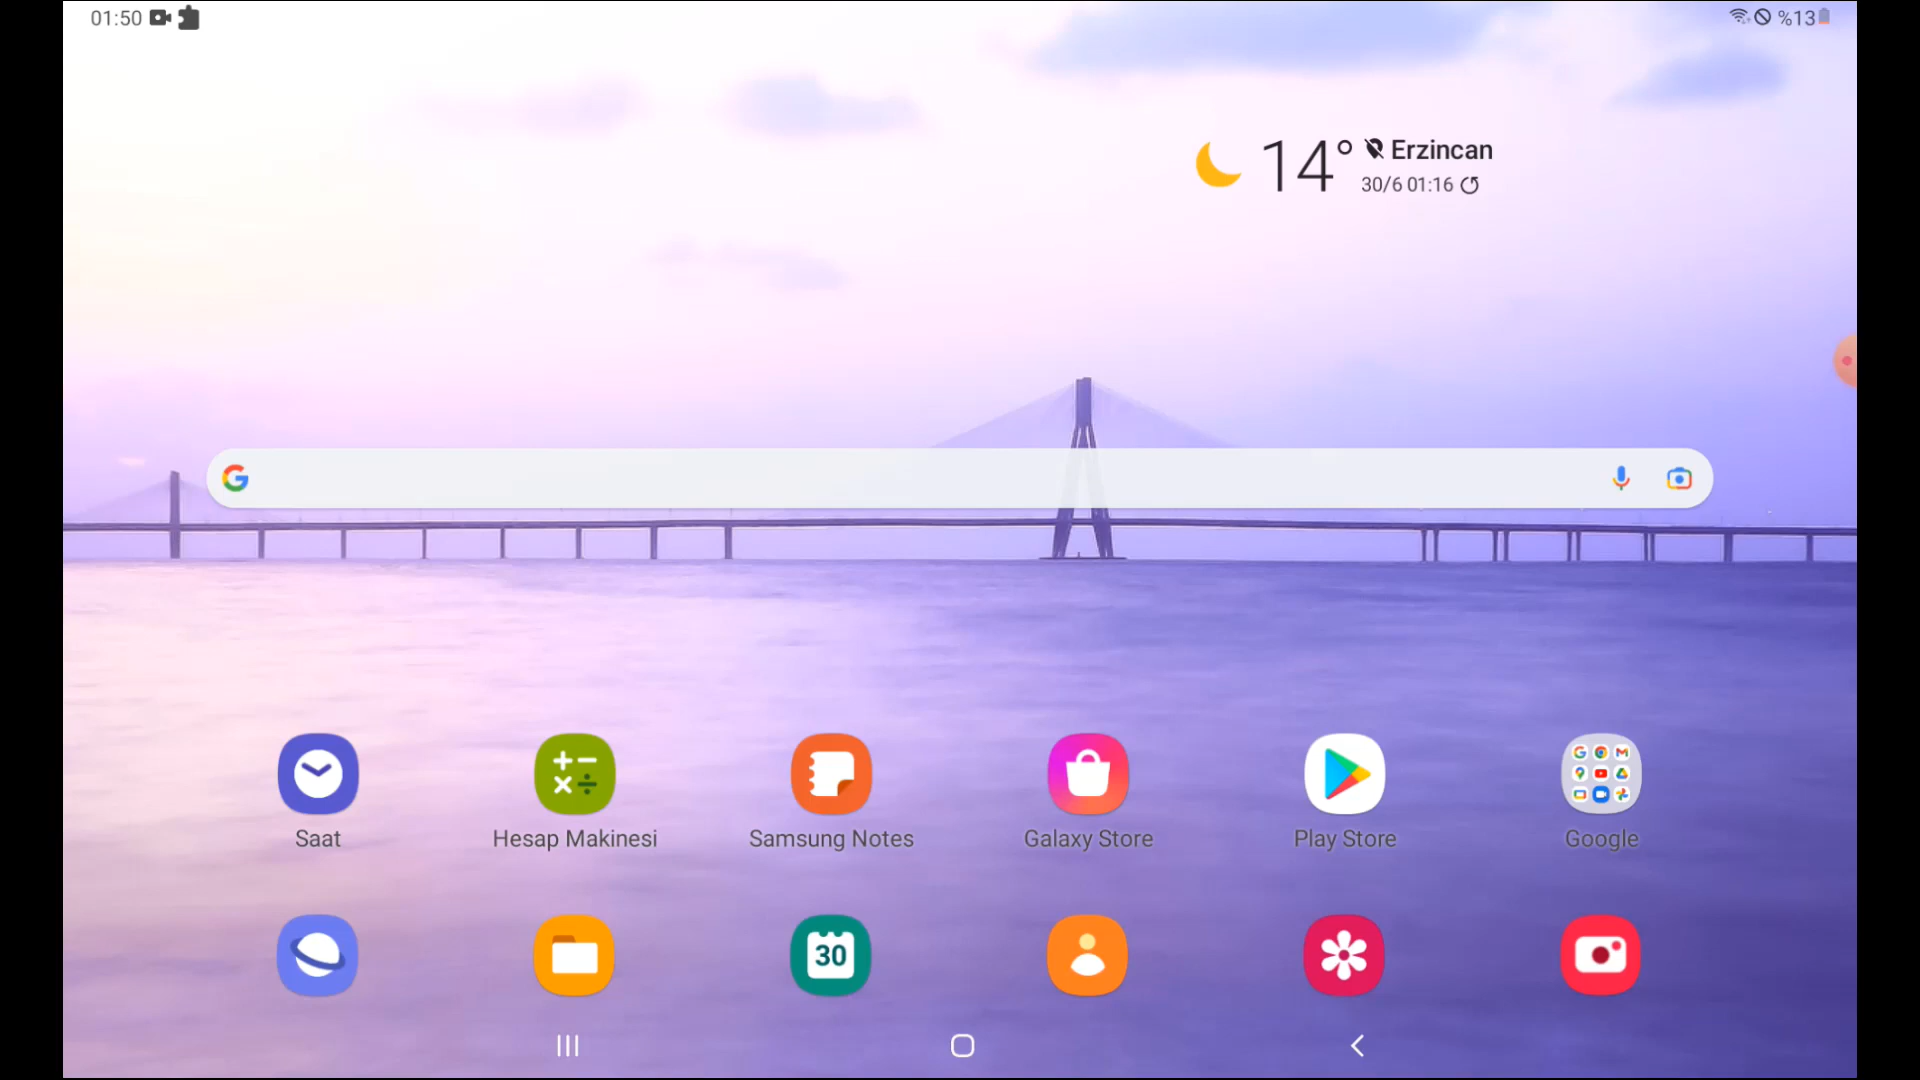 01:50
%13
14°
Erzincan
30/6 01:16
Saat
Hesap Makinesi
Samsung Notes
Galaxy Store
Play Store
Google
30